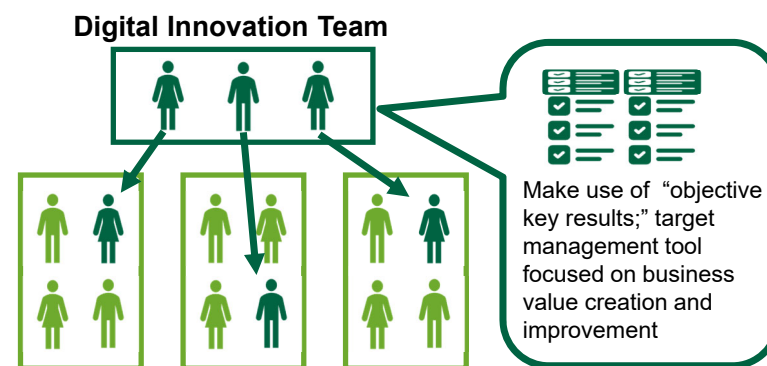 Digital Innovation Team
Make use of “objective
key results;” target
management tool
focused on business
value creation and
improvement